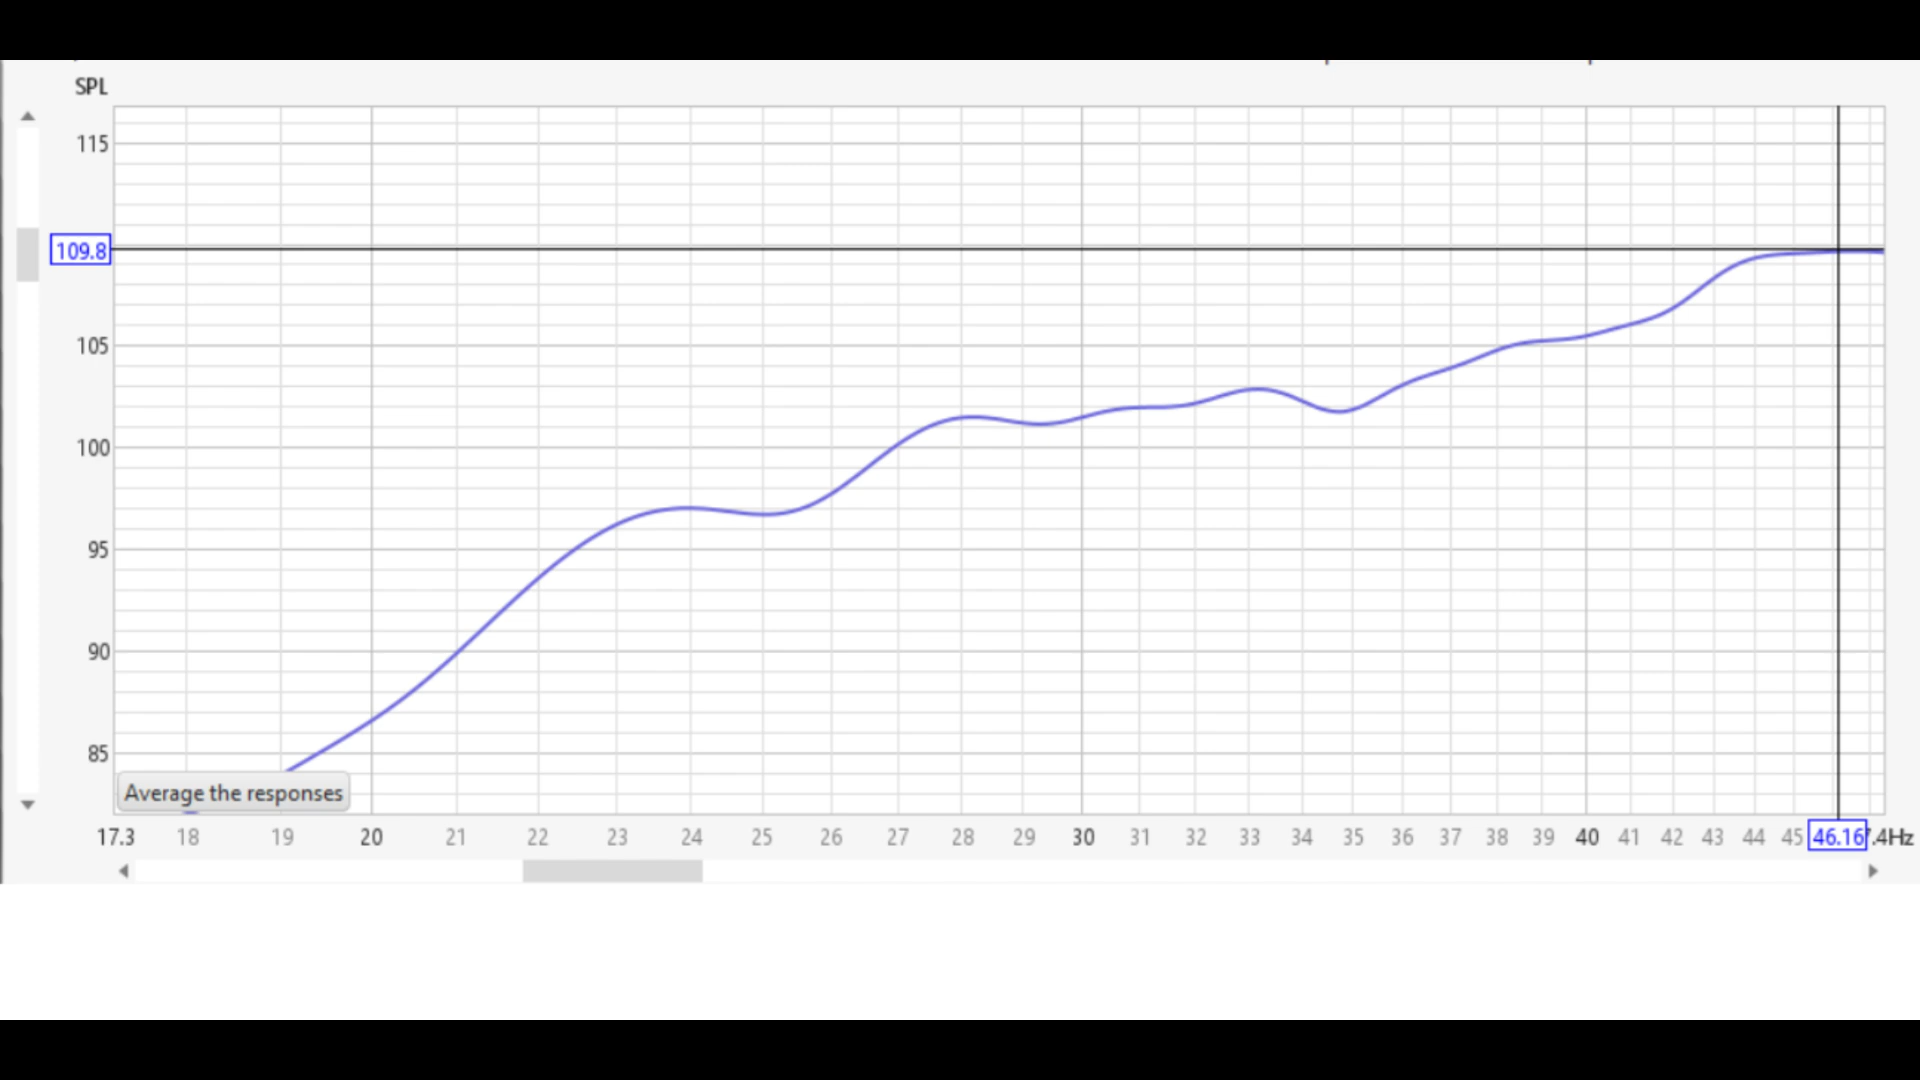 SPL
115
109.8
105
100
95
90
85
Average the responses
17.3 18 19 20 21 22 23 24 25 26 27 28 29 30 31 32 33 34 35 36 37 38 39 40 41 42 43 44 45 46.16 7.4Hz